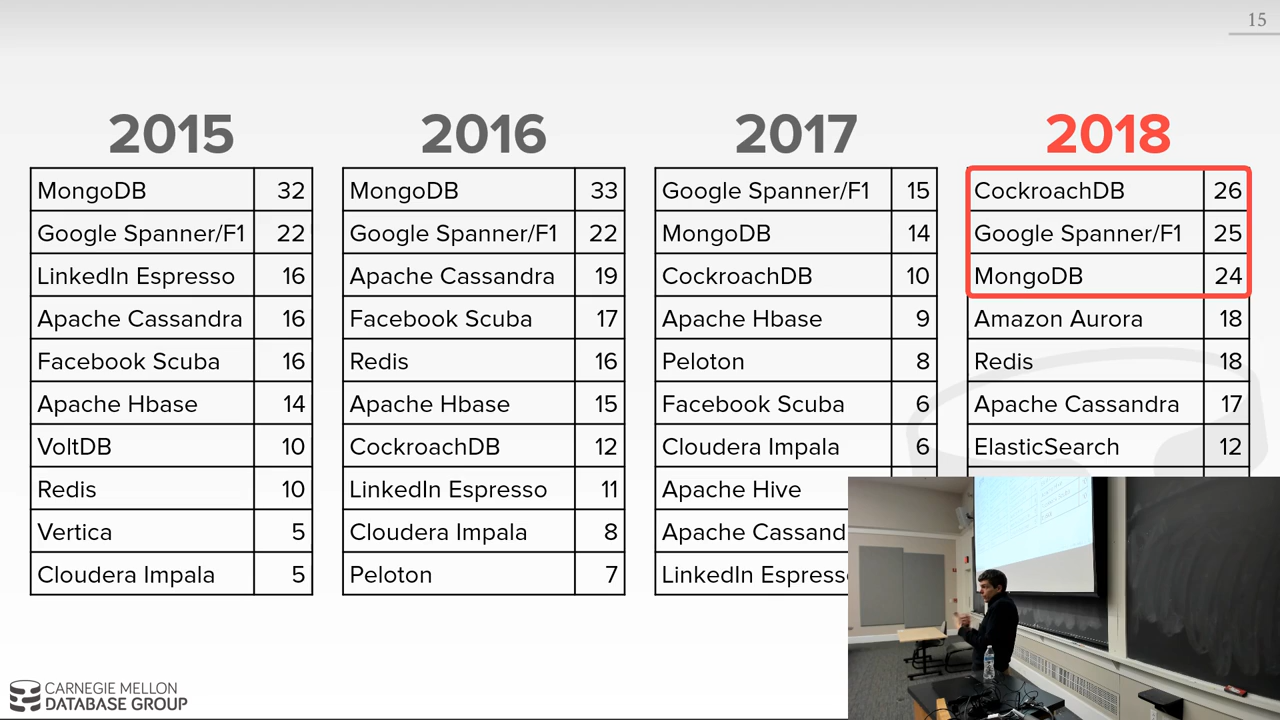 15
2015
MongoDB 32
Google Spanner/F1 22
LinkedIn Espresso 16
Apache Cassandra 16
Facebook Scuba 16
Apache Hbase 14
VoltDB 10
Redis 10
Vertica 5
Cloudera Impala 5
2016
MongoDB 33
Google Spanner/F1 22
Apache Cassandra 19
Facebook Scuba 17
Redis 16
Apache Hbase 15
CockroachDB 12
LinkedIn Espresso 11
Cloudera Impala 8
Peloton 7
2017
Google Spanner/F1 15
MongoDB 14
CockroachDB 10
Apache Hbase 9
Peloton 8
Facebook Scuba 6
Cloudera Impala 6
Apache Hive
Apache Cassand
LinkedIn Espress
2018
CockroachDB 26
Google Spanner/F1 25
MongoDB 24
Amazon Aurora 18
Redis 18
Apache Cassandra 17
ElasticSearch 12
CARNEGIE MELLON
DATABASE GROUP